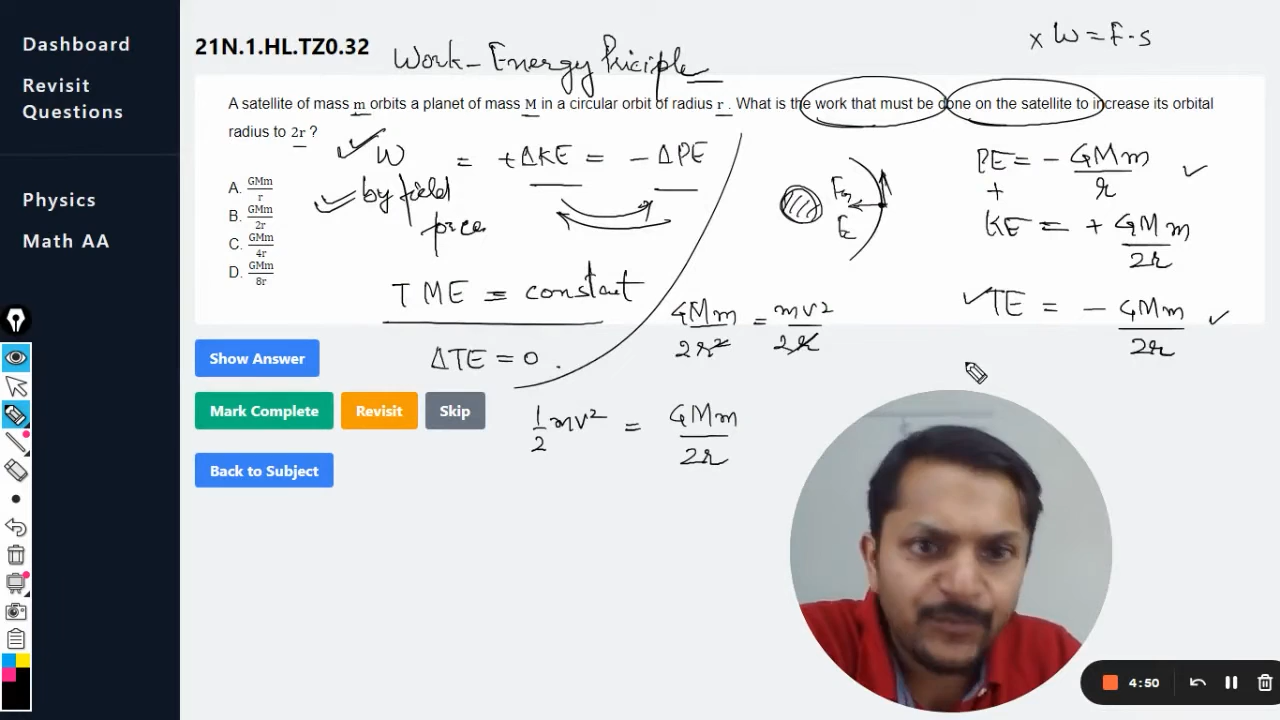 Dashboard
Revisit
Questions
Physics
Math AA
21N.1.HL.TZ0.32
Work-Energy Priciple
x W = F·s
A satellite of mass m orbits a planet of mass M in a circular orbit of radius r . What is the work that must be done on the satellite to increase its orbital
radius to 2r ?
A. GMm/r
B. GMm/2r
C. GMm/4r
D. GMm/8r
W = +ΔKE = - ΔPE
by field
force
TME = constant
ΔTE = 0 .
PE = - GMm/r
+
KE = + GMm/2r
TE = - GMm/2r
GMm/2r² = mv²/2r
½mv² = GMm/2r
Show Answer
Mark Complete
Revisit
Skip
Back to Subject
4:50